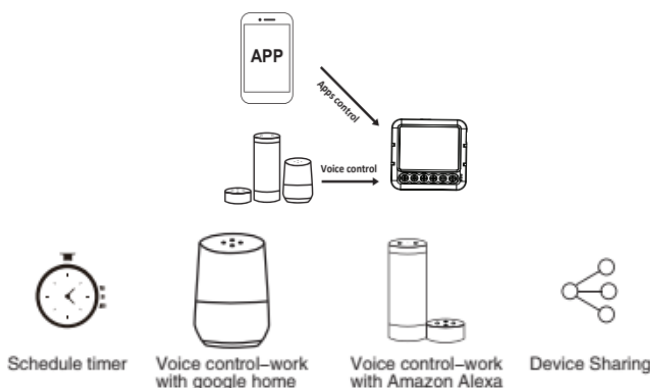 APP
Apps control
Voice control
Schedule timer
Voice control–work
with google home
Voice control–work
with Amazon Alexa
Device Sharing